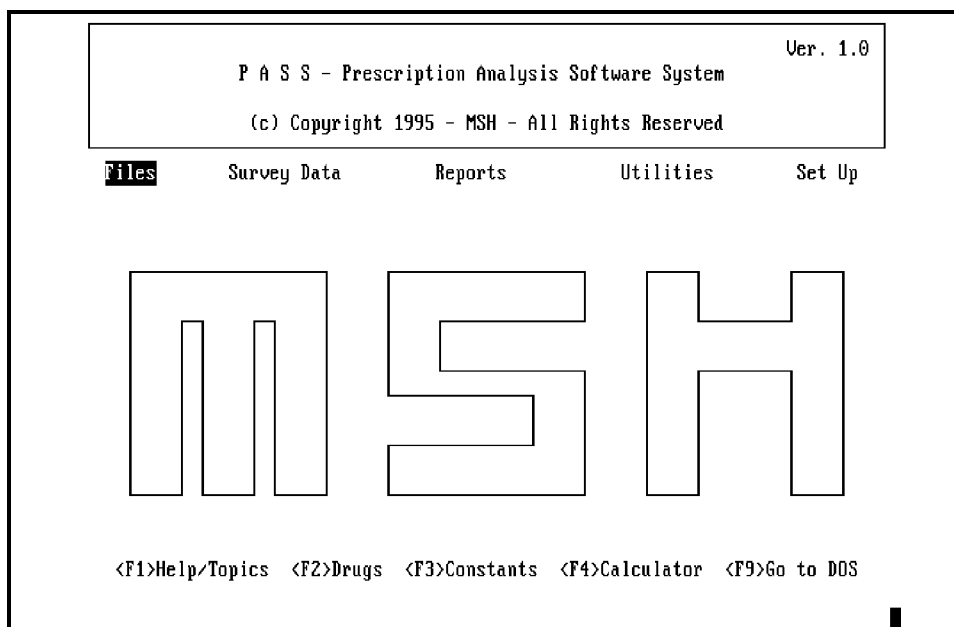 Ver. 1.0
P A S S - Prescription Analysis Software System
(c) Copyright 1995 - MSH - All Rights Reserved
Files Survey Data Reports Utilities Set Up
MSH
<F1>Help/Topics <F2>Drugs <F3>Constants <F4>Calculator <F9>Go to DOS